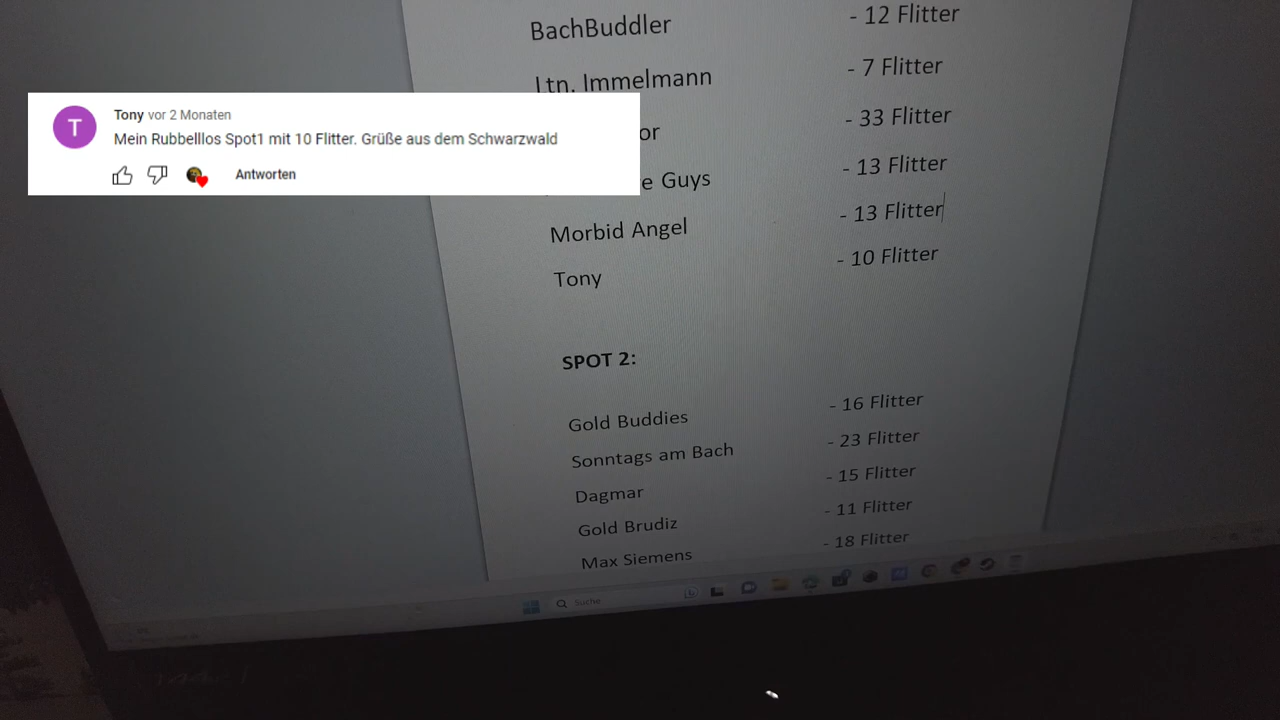 BachBuddler - 12 Flitter
Ltn. Immelmann - 7 Flitter
T Tony vor 2 Monaten
Mein Rubbelllos Spot1 mit 10 Flitter. Grüße aus dem Schwarzwald
Antworten
- 33 Flitter
Guys - 13 Flitter
Morbid Angel - 13 Flitter
Tony - 10 Flitter
SPOT 2:
Gold Buddies - 16 Flitter
Sonntags am Bach - 23 Flitter
Dagmar - 15 Flitter
Gold Brudiz - 11 Flitter
Max Siemens - 18 Flitter
Suche